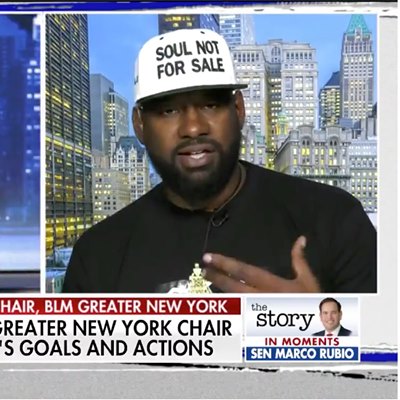 SOUL NOT
FOR SALE
CHAIR, BLM GREATER NEW YORK
GREATER NEW YORK CHAIR
'S GOALS AND ACTIONS
the
story
IN MOMENTS
SEN MARCO RUBIO